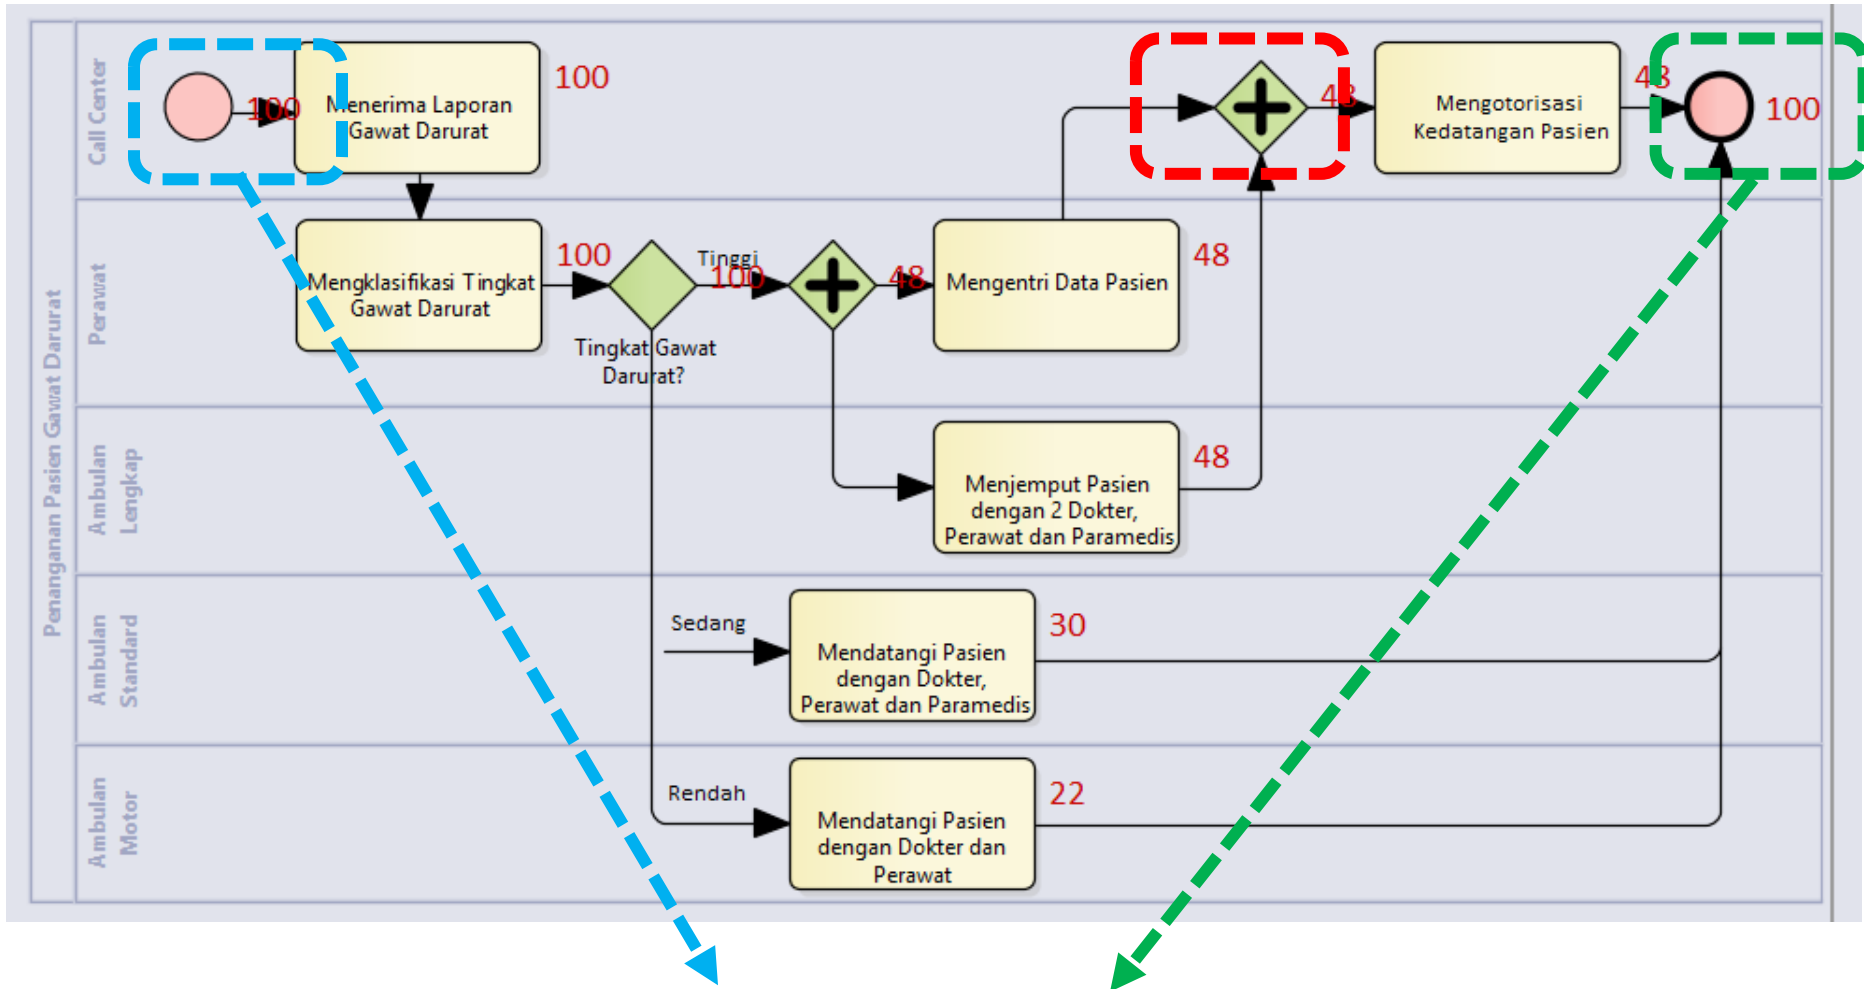 Penanganan Pasien Gawat Darurat
Call Center
100
Menerima Laporan
Gawat Darurat
100
48
Mengotorisasi
Kedatangan Pasien
48
100
Perawat
Mengklasifikasi Tingkat
Gawat Darurat
100
Tingkat Gawat
Darurat?
Tinggi
100
48
Mengentri Data Pasien
48
Ambulan
Lengkap
Menjemput Pasien
dengan 2 Dokter,
Perawat dan Paramedis
48
Ambulan
Standard
Sedang
Mendatangi Pasien
dengan Dokter,
Perawat dan Paramedis
30
Ambulan
Motor
Rendah
Mendatangi Pasien
dengan Dokter dan
Perawat
22